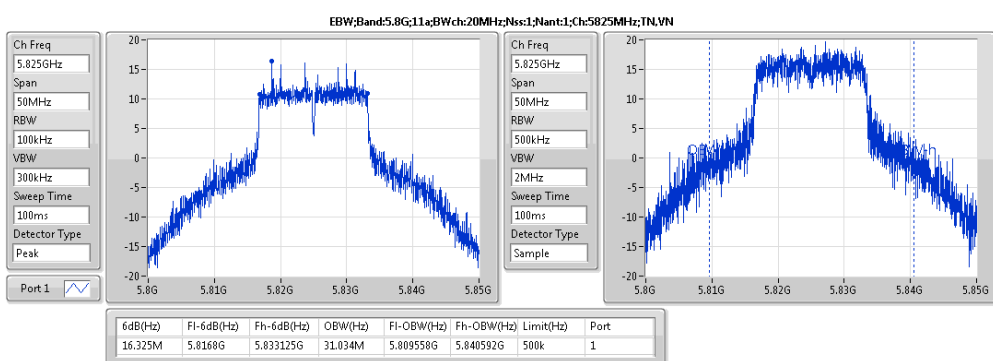 EBW;Band:5.8G;11a;BWch:20MHz;Nss:1;Nant:1;Ch:5825MHz;TN,VN
Ch Freq
5.825GHz
Span
50MHz
RBW
100kHz
VBW
300kHz
Sweep Time
100ms
Detector Type
Peak
Port 1
20-
15-
10-
5-
0-
-5-
-10-
-15-
-20-
5.8G 5.81G 5.82G 5.83G 5.84G 5.85G
Ch Freq
5.825GHz
Span
50MHz
RBW
500kHz
VBW
2MHz
Sweep Time
100ms
Detector Type
Sample
20-
15-
10-
5-
0-
-5-
-10-
-15-
-20-
5.8G 5.81G 5.82G 5.83G 5.84G 5.85G
6dB(Hz) Fl-6dB(Hz) Fh-6dB(Hz) OBW(Hz) Fl-OBW(Hz) Fh-OBW(Hz) Limit(Hz) Port
16.325M 5.8168G 5.833125G 31.034M 5.809558G 5.840592G 500k 1